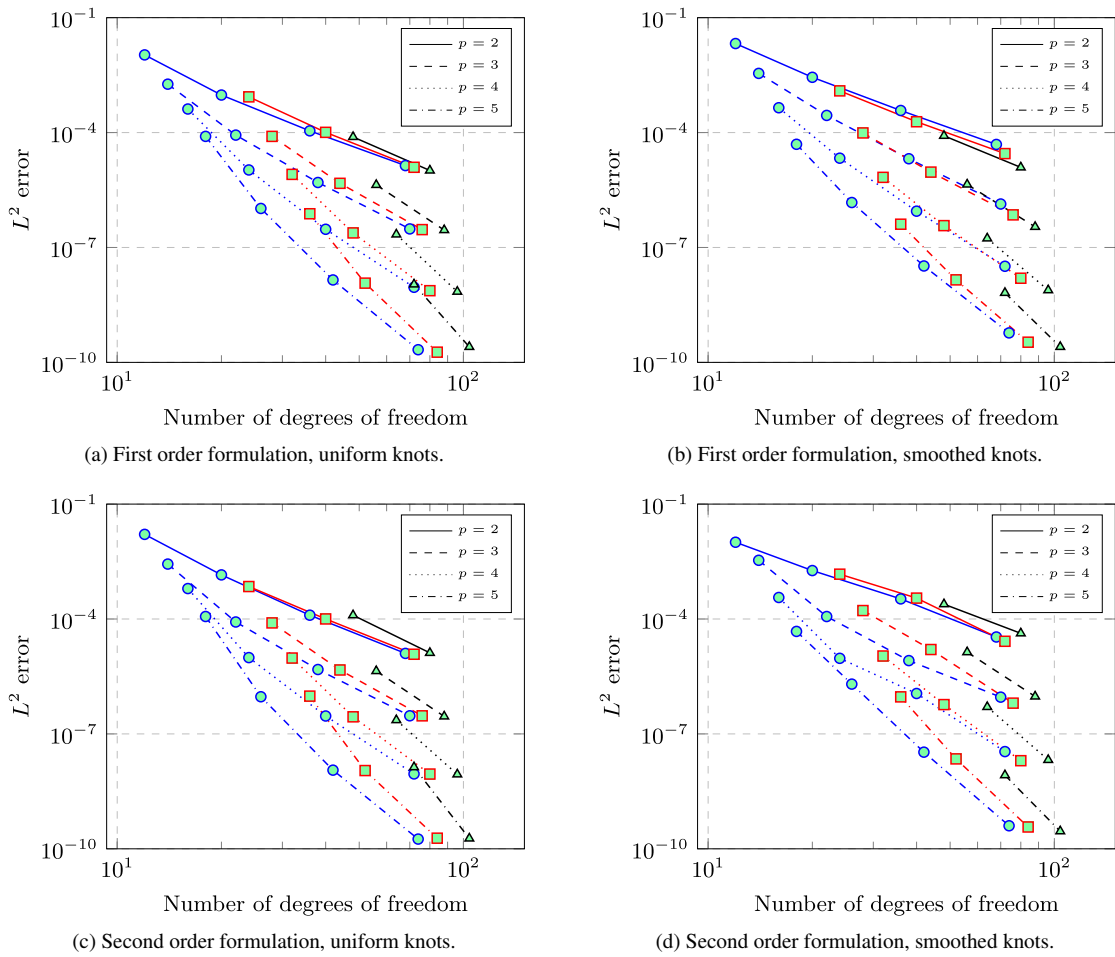 10^{-1}
10^{-4}
10^{-7}
10^{-10}
L^2 error
p = 2
p = 3
p = 4
p = 5
10^1
10^2
Number of degrees of freedom
(a) First order formulation, uniform knots.
10^{-1}
10^{-4}
10^{-7}
10^{-10}
L^2 error
p = 2
p = 3
p = 4
p = 5
10^1
10^2
Number of degrees of freedom
(b) First order formulation, smoothed knots.
10^{-1}
10^{-4}
10^{-7}
10^{-10}
L^2 error
p = 2
p = 3
p = 4
p = 5
10^1
10^2
Number of degrees of freedom
(c) Second order formulation, uniform knots.
10^{-1}
10^{-4}
10^{-7}
10^{-10}
L^2 error
p = 2
p = 3
p = 4
p = 5
10^1
10^2
Number of degrees of freedom
(d) Second order formulation, smoothed knots.